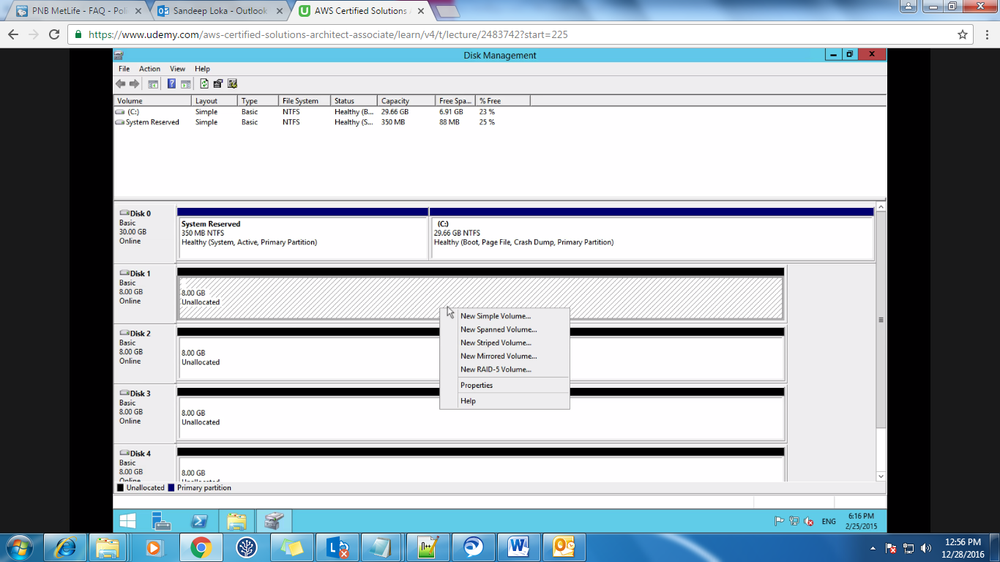 PNB MetLife - FAQ - Poli
Sandeep Loka - Outlook
AWS Certified Solutions
https://www.udemy.com/aws-certified-solutions-architect-associate/learn/v4/t/lecture/2483742?start=225
Disk Management
File Action View Help
Volume Layout Type File System Status Capacity Free Spa... % Free
(C:) Simple Basic NTFS Healthy (B... 29.66 GB 6.91 GB 23 %
System Reserved Simple Basic NTFS Healthy (S... 350 MB 88 MB 25 %
Disk 0
Basic
30.00 GB
Online
System Reserved
350 MB NTFS
Healthy (System, Active, Primary Partition)
(C:)
29.66 GB NTFS
Healthy (Boot, Page File, Crash Dump, Primary Partition)
Disk 1
Basic
8.00 GB
Online
8.00 GB
Unallocated
New Simple Volume...
New Spanned Volume...
New Striped Volume...
New Mirrored Volume...
New RAID-5 Volume...
Properties
Help
Disk 2
Basic
8.00 GB
Online
8.00 GB
Unallocated
Disk 3
Basic
8.00 GB
Online
8.00 GB
Unallocated
Disk 4
Basic
8.00 GB
Online
8.00 GB
Unallocated
Unallocated Primary partition
ENG
6:16 PM
2/25/2015
12:56 PM
12/28/2016